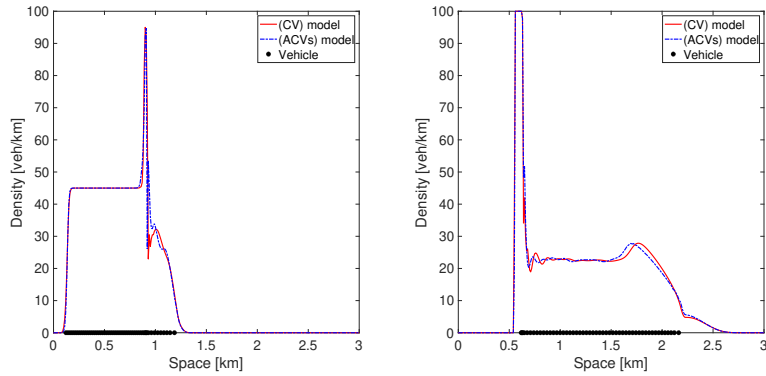 100
90
80
70
60
50
40
30
20
10
0
Density [veh/km]
0 0.5 1 1.5 2 2.5 3
Space [km]
(CV) model
(ACVs) model
Vehicle
100
90
80
70
60
50
40
30
20
10
0
Density [veh/km]
0 0.5 1 1.5 2 2.5 3
Space [km]
(CV) model
(ACVs) model
Vehicle